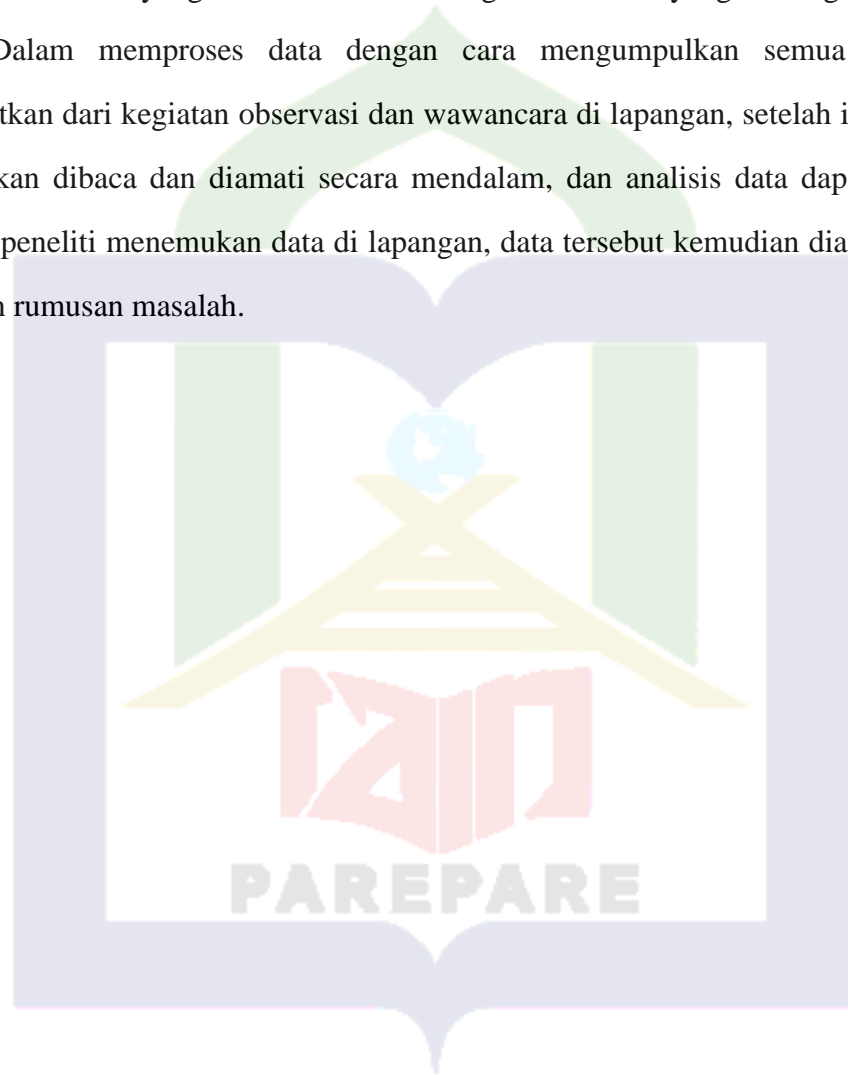 Dalam memproses data dengan cara mengumpulkan semua
tkan dari kegiatan observasi dan wawancara di lapangan, setelah i
kan dibaca dan diamati secara mendalam, dan analisis data dap
peneliti menemukan data di lapangan, data tersebut kemudian dia
n rumusan masalah.
iain
PAREPARE